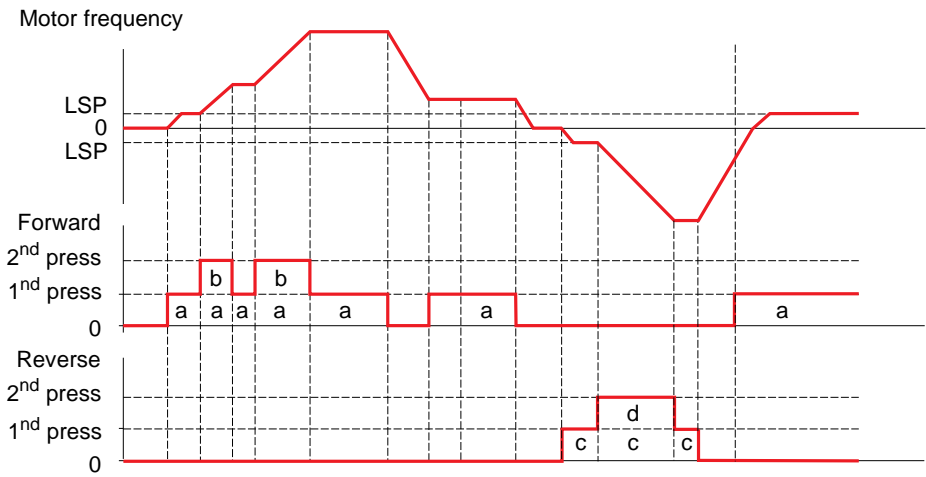 Motor frequency
LSP
0
LSP
Forward
2nd press
1nd press
0
b b
a a a a a a a
Reverse
2nd press
1nd press
0
d
c c c